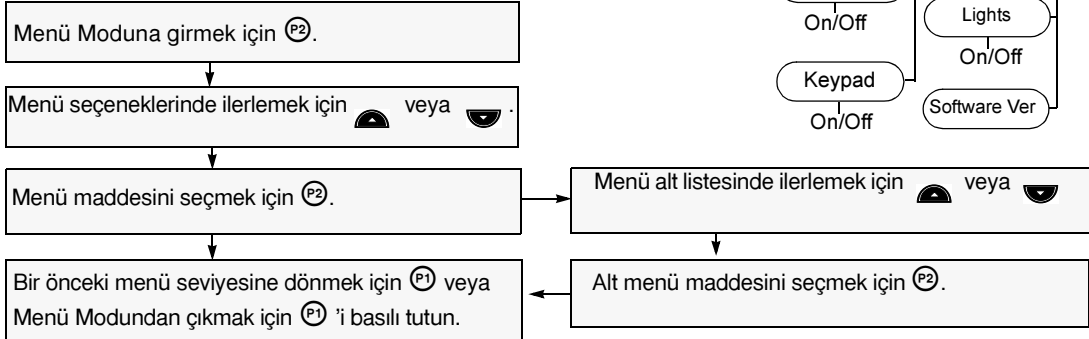 Menü Moduna girmek için P2.
Menü seçeneklerinde ilerlemek için veya .
Menü maddesini seçmek için P2.
Bir önceki menü seviyesine dönmek için P1 veya
Menü Modundan çıkmak için P1 'i basılı tutun.
Menü alt listesinde ilerlemek için veya
Alt menü maddesini seçmek için P2.
On/Off
Keypad
On/Off
Lights
On/Off
Software Ver